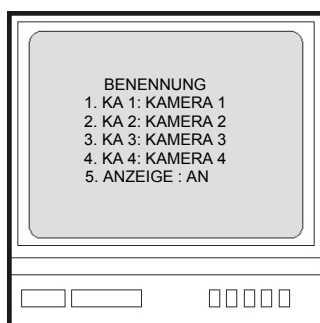 BENENNUNG
1. KA 1: KAMERA 1
2. KA 2: KAMERA 2
3. KA 3: KAMERA 3
4. KA 4: KAMERA 4
5. ANZEIGE : AN